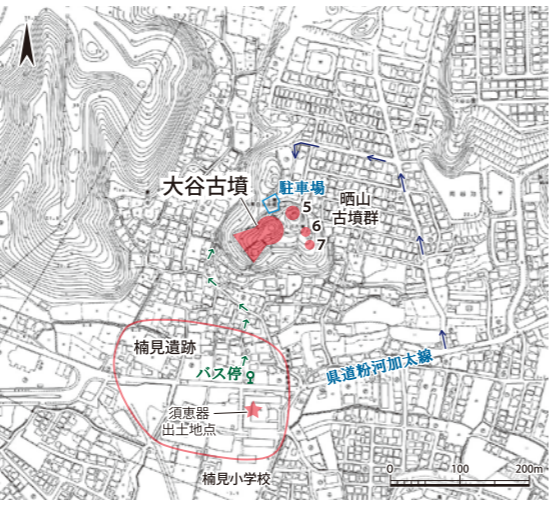 大谷古墳
駐車場
5
6
7
晒山
古墳群
楠見遺跡
バス停
県道粉河加太線
須恵器
出土地点
楠見小学校
0 100 200m